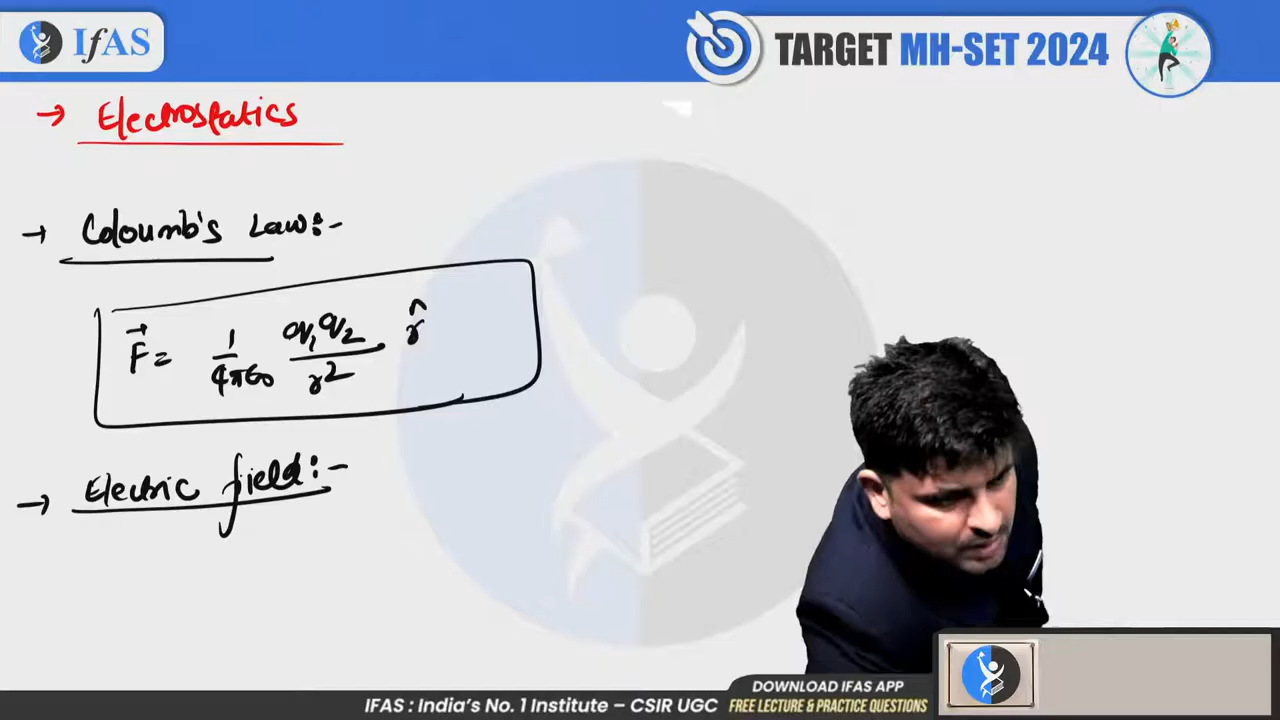 IfAS
TARGET MH-SET 2024
→ Electrostatics
→ Coloumb's Law:-
F⃗ = 1/4πε₀ q₁q₂/r² r̂
→ Electric field:-
DOWNLOAD IFAS APP
IFAS : India's No. 1 Institute – CSIR UGC FREE LECTURE & PRACTICE QUESTIONS